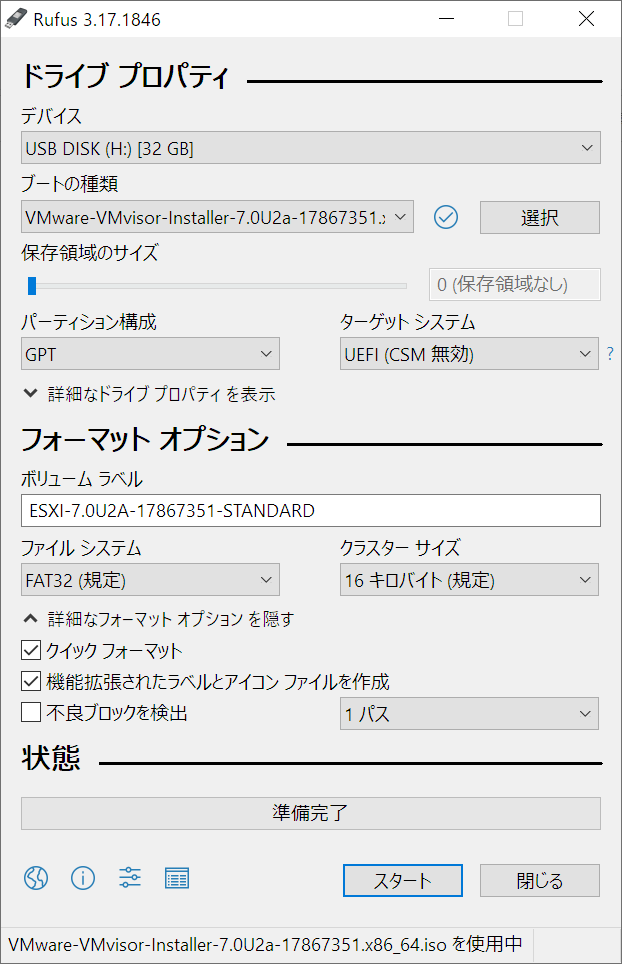 Rufus 3.17.1846
ドライブ プロパティ
デバイス
USB DISK (H:) [32 GB]
ブートの種類
VMware-VMvisor-Installer-7.0U2a-17867351.x
選択
保存領域のサイズ
0 (保存領域なし)
パーティション構成
ターゲット システム
GPT
UEFI (CSM 無効)
?
詳細なドライブ プロパティ を表示
フォーマット オプション
ボリューム ラベル
ESXI-7.0U2A-17867351-STANDARD
ファイル システム
クラスター サイズ
FAT32 (規定)
16 キロバイト (規定)
詳細なフォーマット オプション を隠す
クイック フォーマット
機能拡張されたラベルとアイコン ファイルを作成
不良ブロックを検出
1 パス
状態
準備完了
スタート
閉じる
VMware-VMvisor-Installer-7.0U2a-17867351.x86_64.iso を使用中